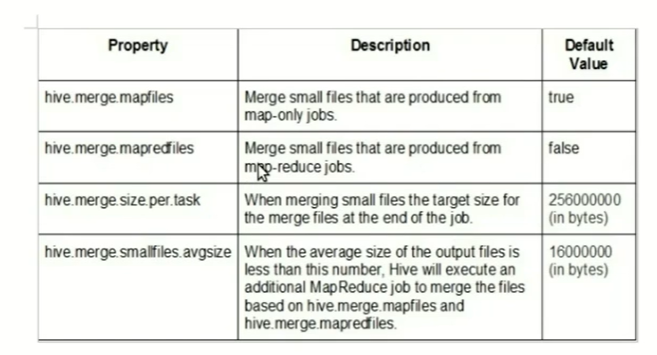 Property Description Default
Value
hive.merge.mapfiles Merge small files that are produced from true
map-only jobs.
hive.merge.mapredfiles Merge small files that are produced from false
map-reduce jobs.
hive.merge.size.per.task When merging small files the target size for 256000000
the merge files at the end of the job. (in bytes)
hive.merge.smallfiles.avgsize When the average size of the output files is 16000000
less than this number, Hive will execute an (in bytes)
additional MapReduce job to merge the files
based on hive.merge.mapfiles and
hive.merge.mapredfiles.